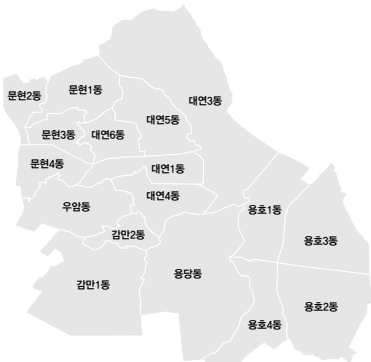 문현2동
문현1동
대연3동
대연5동
문현3동
대연6동
문현4동
대연1동
대연4동
우암동
용호1동
감만2동
용호3동
용당동
감만1동
용호2동
용호4동